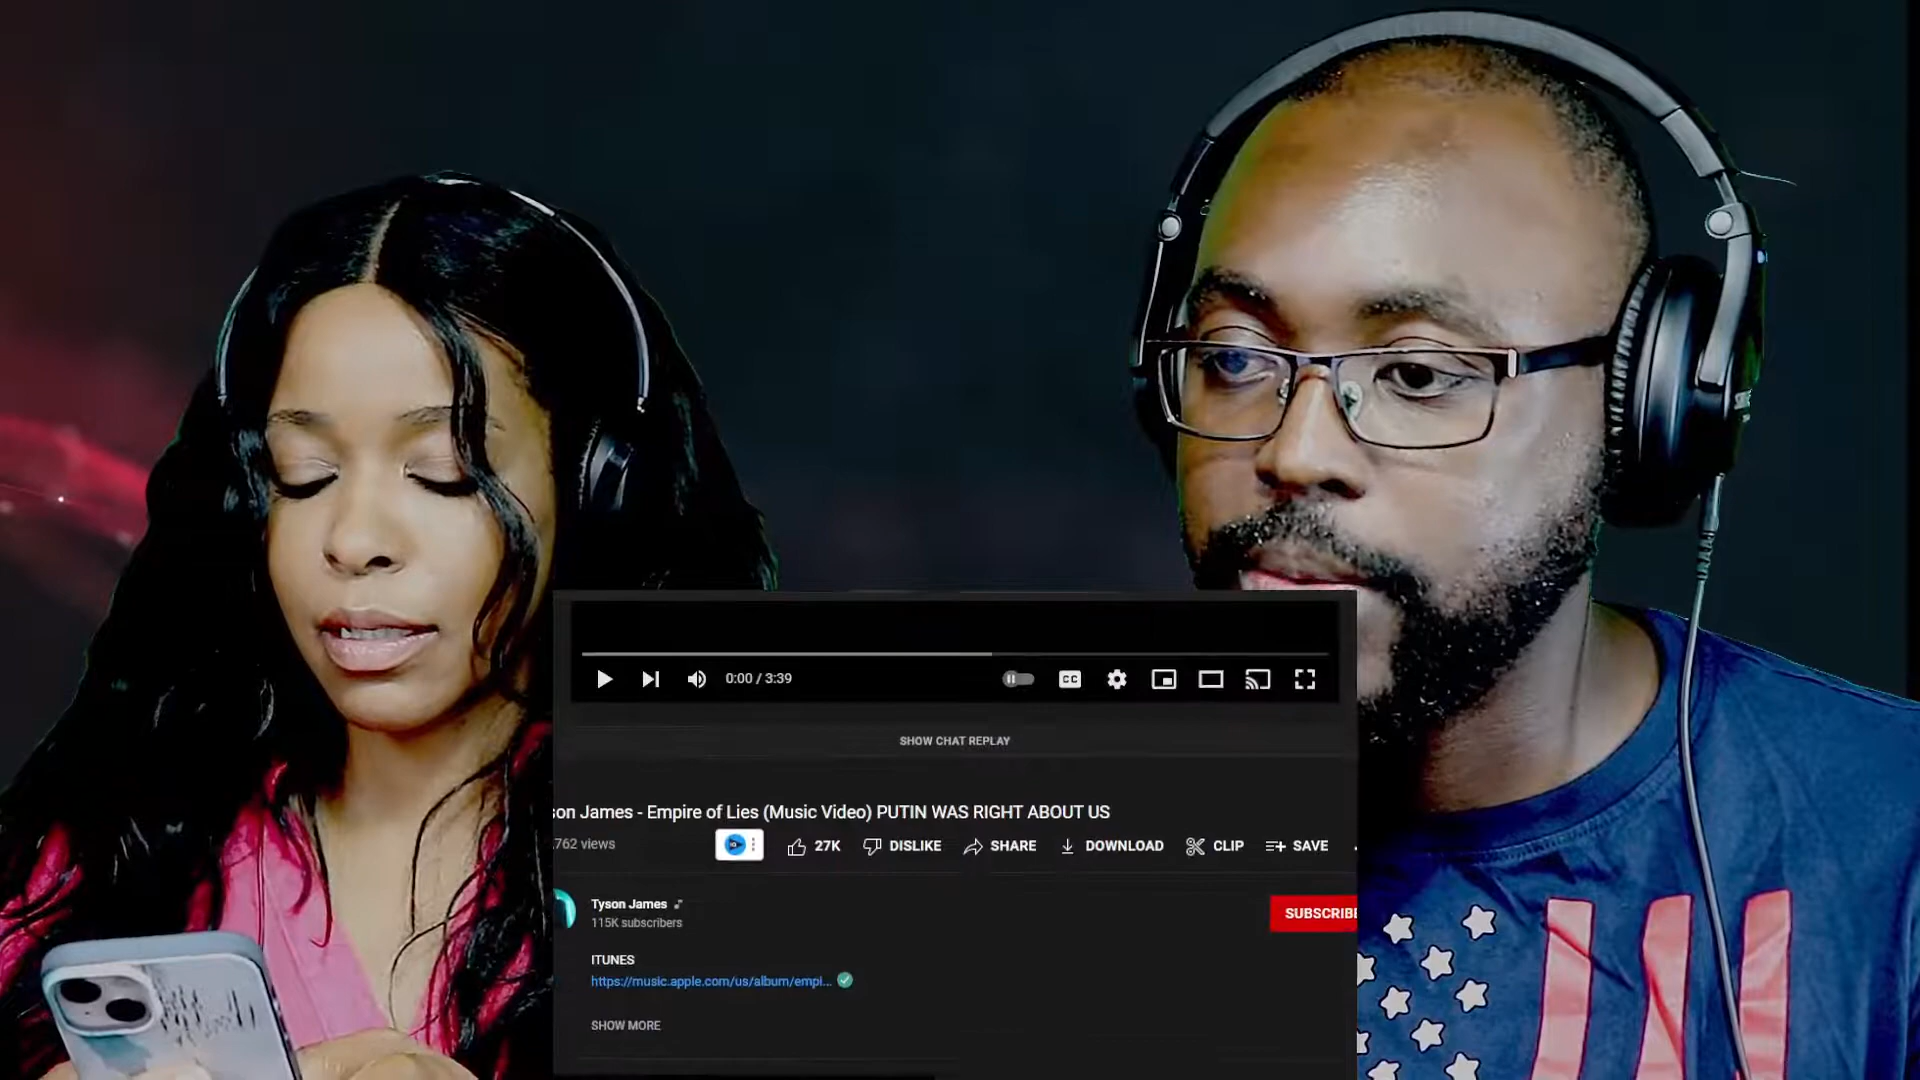 0:00 / 3:39
CC
SHOW CHAT REPLAY
son James - Empire of Lies (Music Video) PUTIN WAS RIGHT ABOUT US
762 views
27K
DISLIKE
SHARE
DOWNLOAD
CLIP
SAVE
Tyson James
115K subscribers
SUBSCRIBE
ITUNES
https://music.apple.com/us/album/empi...
SHOW MORE